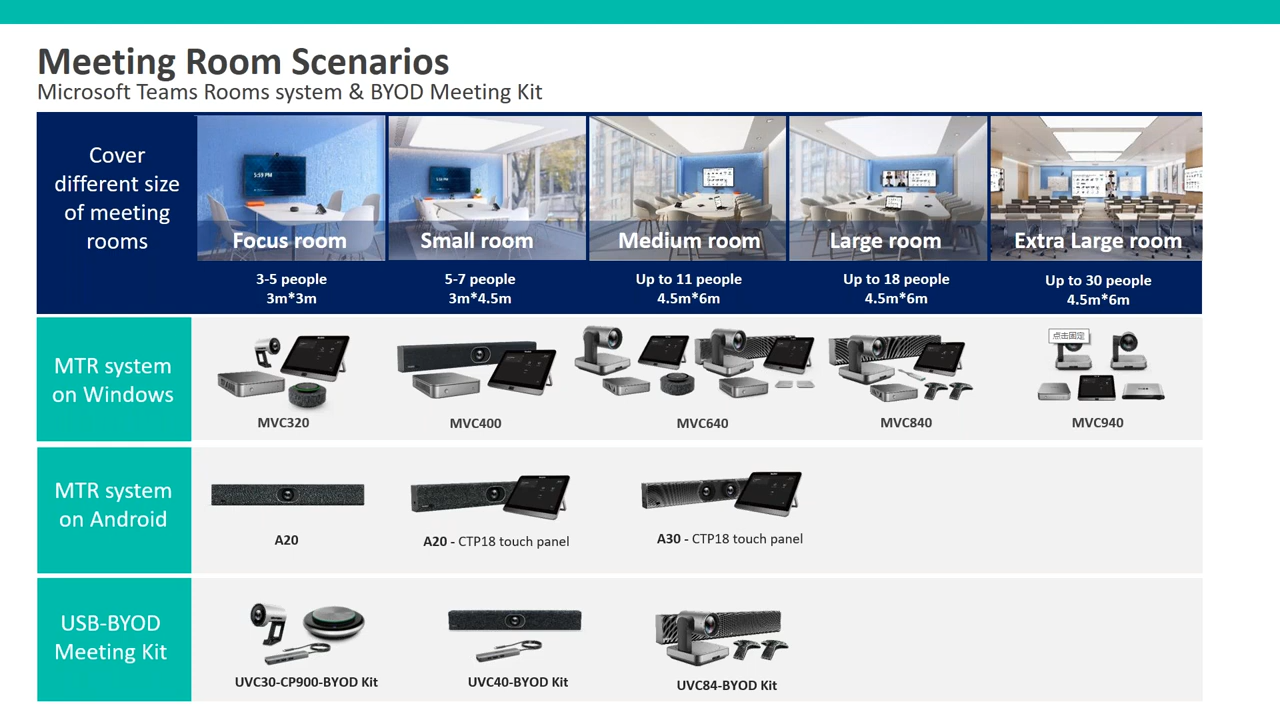 Meeting Room Scenarios
Microsoft Teams Rooms system & BYOD Meeting Kit
Cover
different size
of meeting
rooms
5:59 PM
Focus room
Small room
Medium room
Large room
Extra Large room
3-5 people
3m*3m
5-7 people
3m*4.5m
Up to 11 people
4.5m*6m
Up to 18 people
4.5m*6m
Up to 30 people
4.5m*6m
MTR system
on Windows
点击固定
MVC320
MVC400
MVC640
MVC840
MVC940
MTR system
on Android
A20
A20 - CTP18 touch panel
A30 - CTP18 touch panel
USB-BYOD
Meeting Kit
UVC30-CP900-BYOD Kit
UVC40-BYOD Kit
UVC84-BYOD Kit